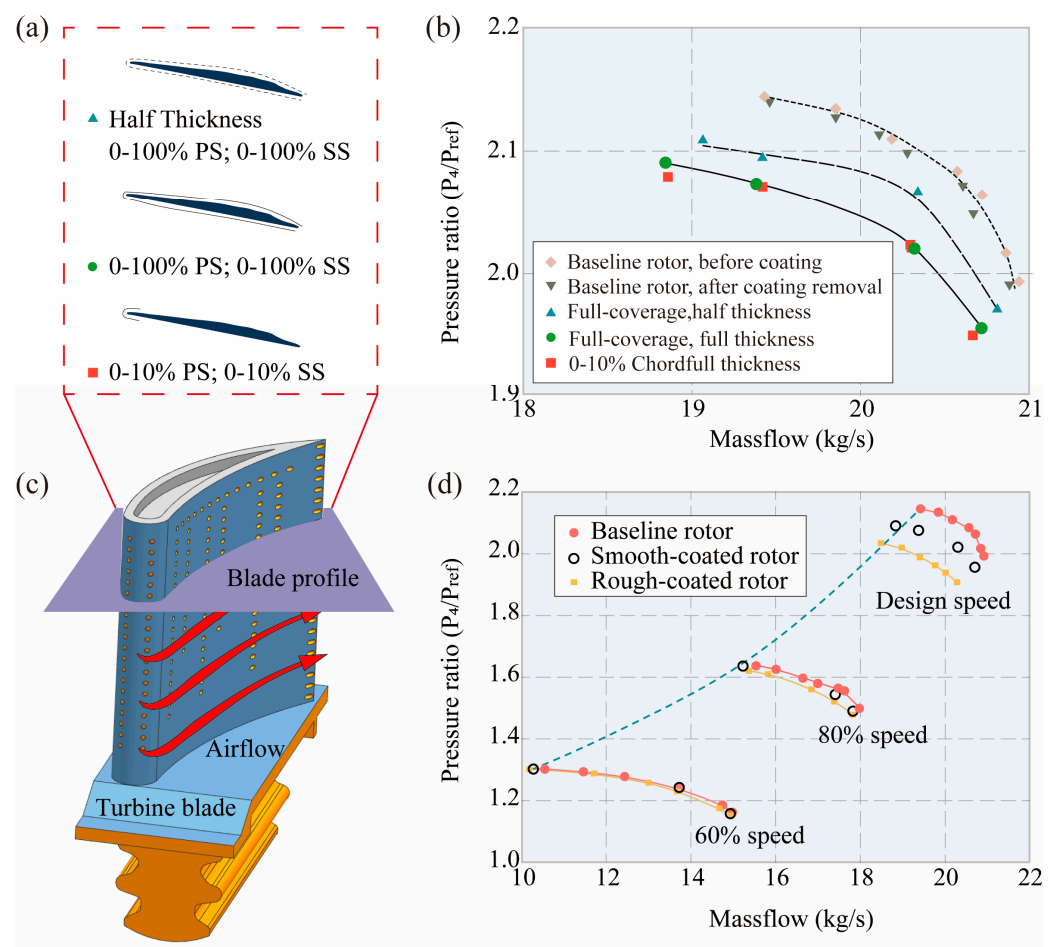 (a)
Half Thickness
0-100% PS; 0-100% SS
0-100% PS; 0-100% SS
0-10% PS; 0-10% SS
(b)
Pressure ratio (P4/Pref)
2.2
2.1
2.0
1.9
Baseline rotor, before coating
Baseline rotor, after coating removal
Full-coverage,half thickness
Full-coverage, full thickness
0-10% Chordfull thickness
18
19
20
21
Massflow (kg/s)
(c)
Blade profile
Airflow
Turbine blade
(d)
Pressure ratio (P4/Pref)
2.2
2.0
1.8
1.6
1.4
1.2
1.0
Baseline rotor
Smooth-coated rotor
Rough-coated rotor
Design speed
80% speed
60% speed
10
12
14
16
18
20
22
Massflow (kg/s)